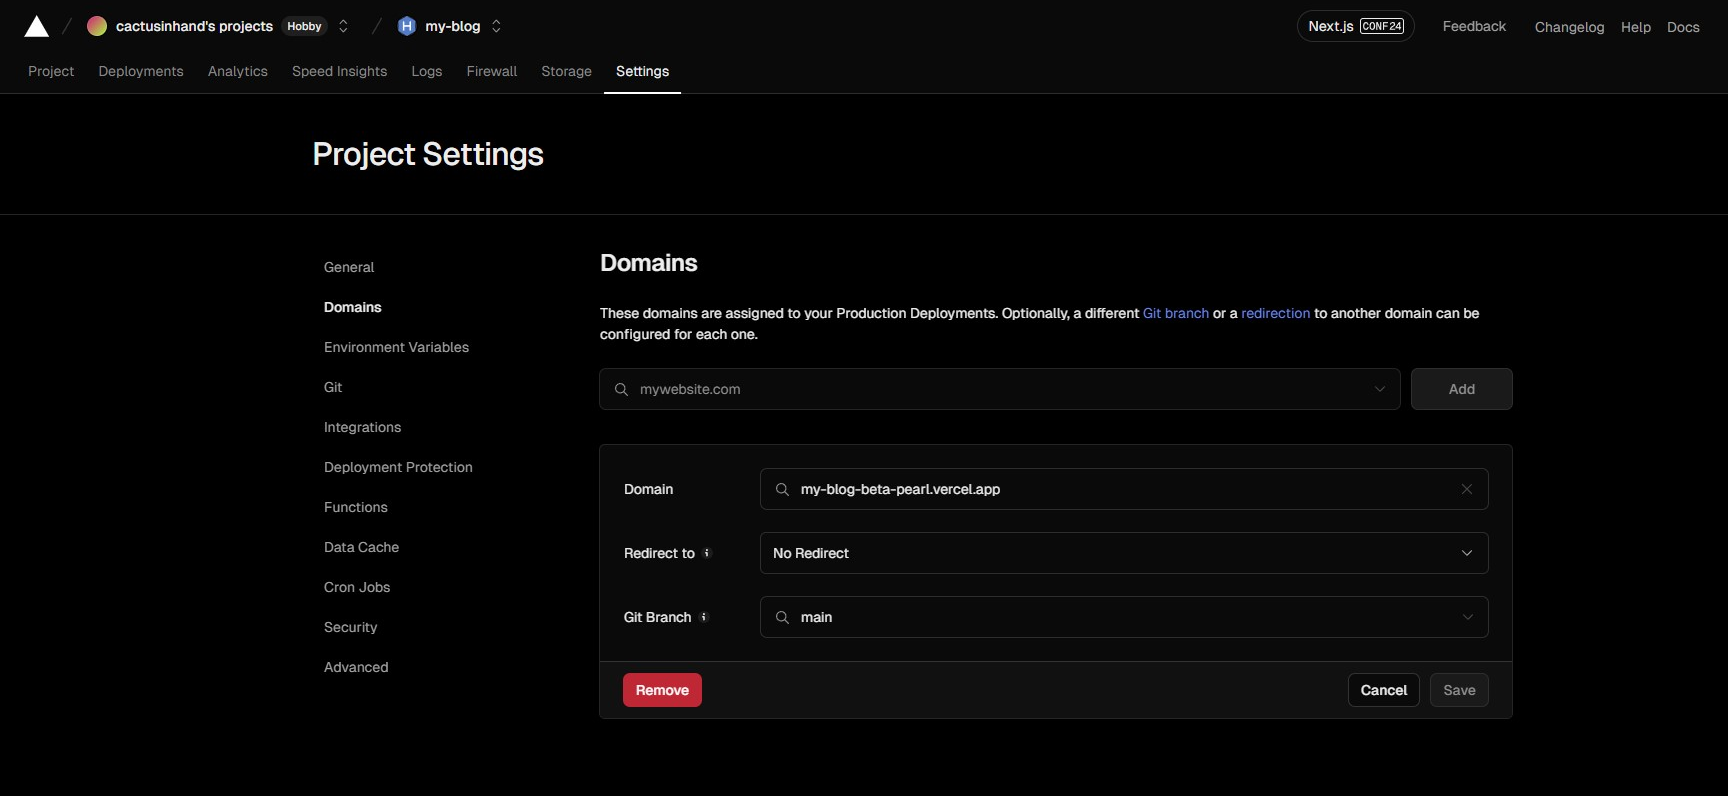 cactusinhand's projects Hobby
my-blog
Next.js CONF24
Feedback
Changelog
Help
Docs
Project
Deployments
Analytics
Speed Insights
Logs
Firewall
Storage
Settings
Project Settings
General
Domains
Environment Variables
Git
Integrations
Deployment Protection
Functions
Data Cache
Cron Jobs
Security
Advanced
Domains
These domains are assigned to your Production Deployments. Optionally, a different Git branch or a redirection to another domain can be
configured for each one.
mywebsite.com
Add
Domain
my-blog-beta-pearl.vercel.app
Redirect to
No Redirect
Git Branch
main
Remove
Cancel
Save